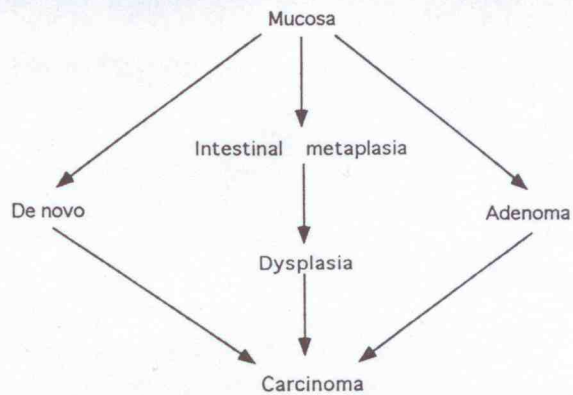 Mucosa
Intestinal metaplasia
De novo
Adenoma
Dysplasia
Carcinoma